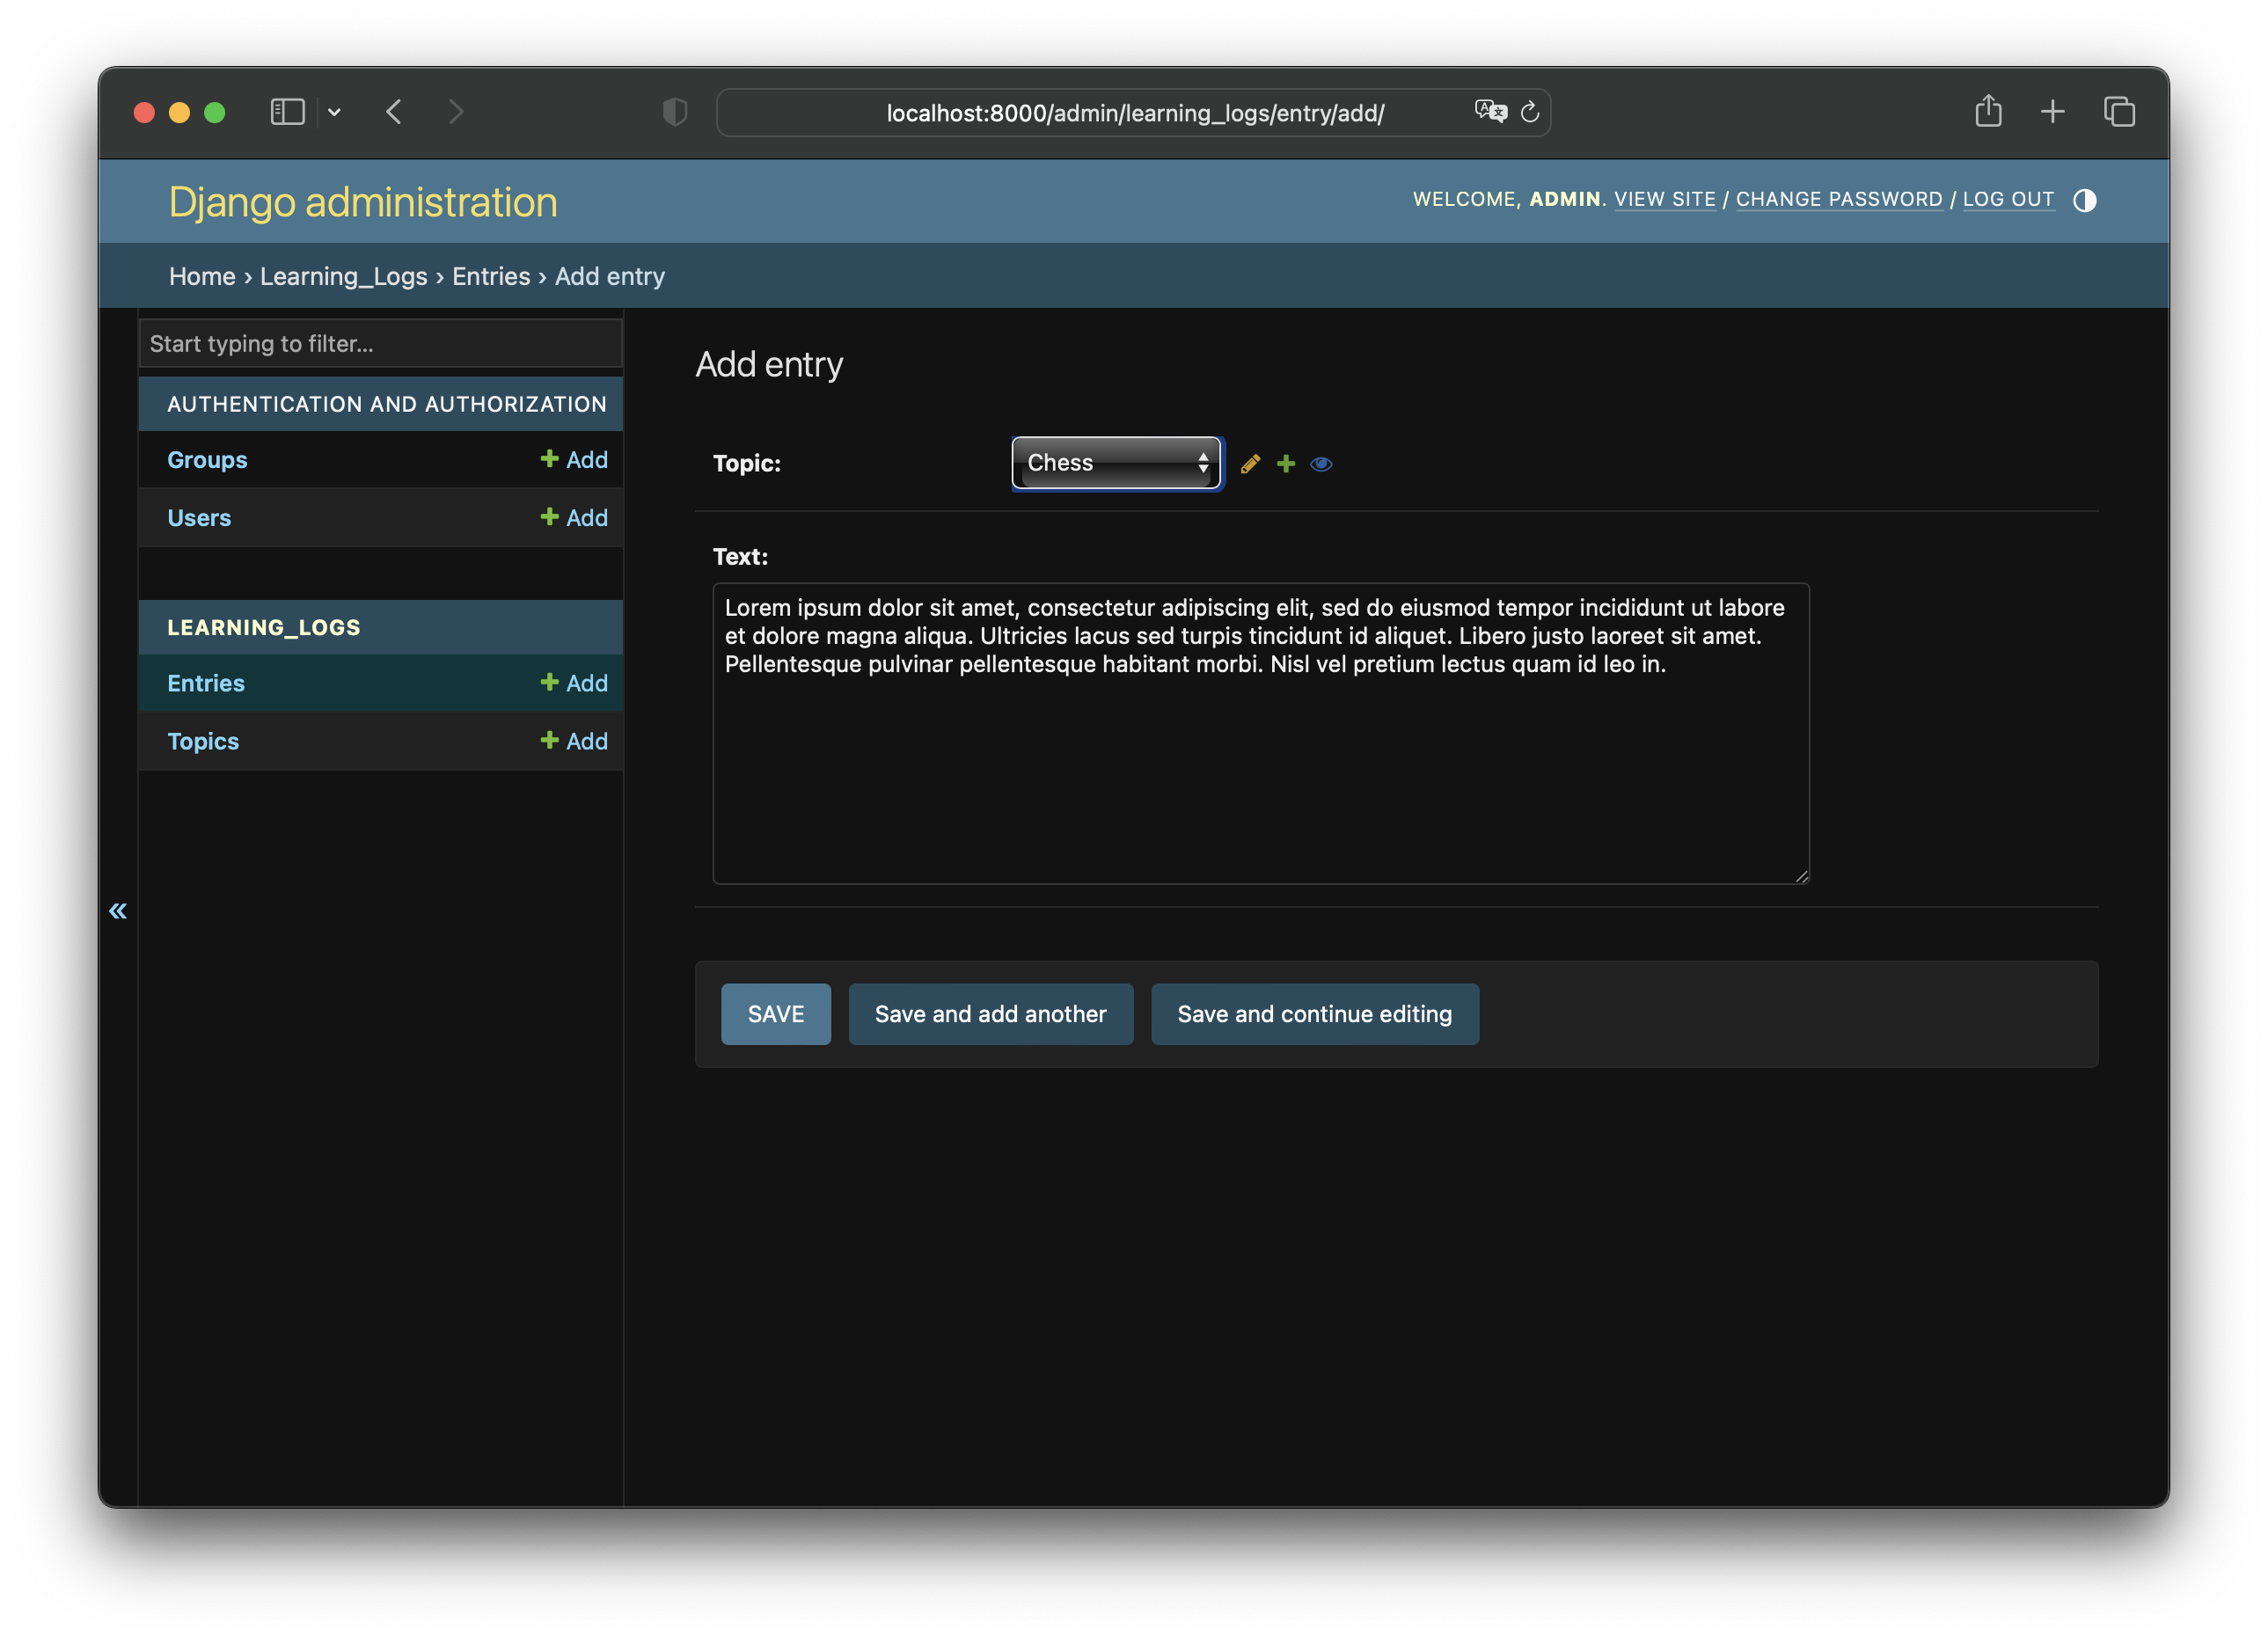 localhost:8000/admin/learning_logs/entry/add/
Django administration
WELCOME, ADMIN. VIEW SITE / CHANGE PASSWORD / LOG OUT
Home › Learning_Logs › Entries › Add entry
Start typing to filter...
AUTHENTICATION AND AUTHORIZATION
Groups + Add
Users + Add
LEARNING_LOGS
Entries + Add
Topics + Add
«
Add entry
Topic: Chess
Text:
Lorem ipsum dolor sit amet, consectetur adipiscing elit, sed do eiusmod tempor incididunt ut labore
et dolore magna aliqua. Ultricies lacus sed turpis tincidunt id aliquet. Libero justo laoreet sit amet.
Pellentesque pulvinar pellentesque habitant morbi. Nisl vel pretium lectus quam id leo in.
SAVE Save and add another Save and continue editing